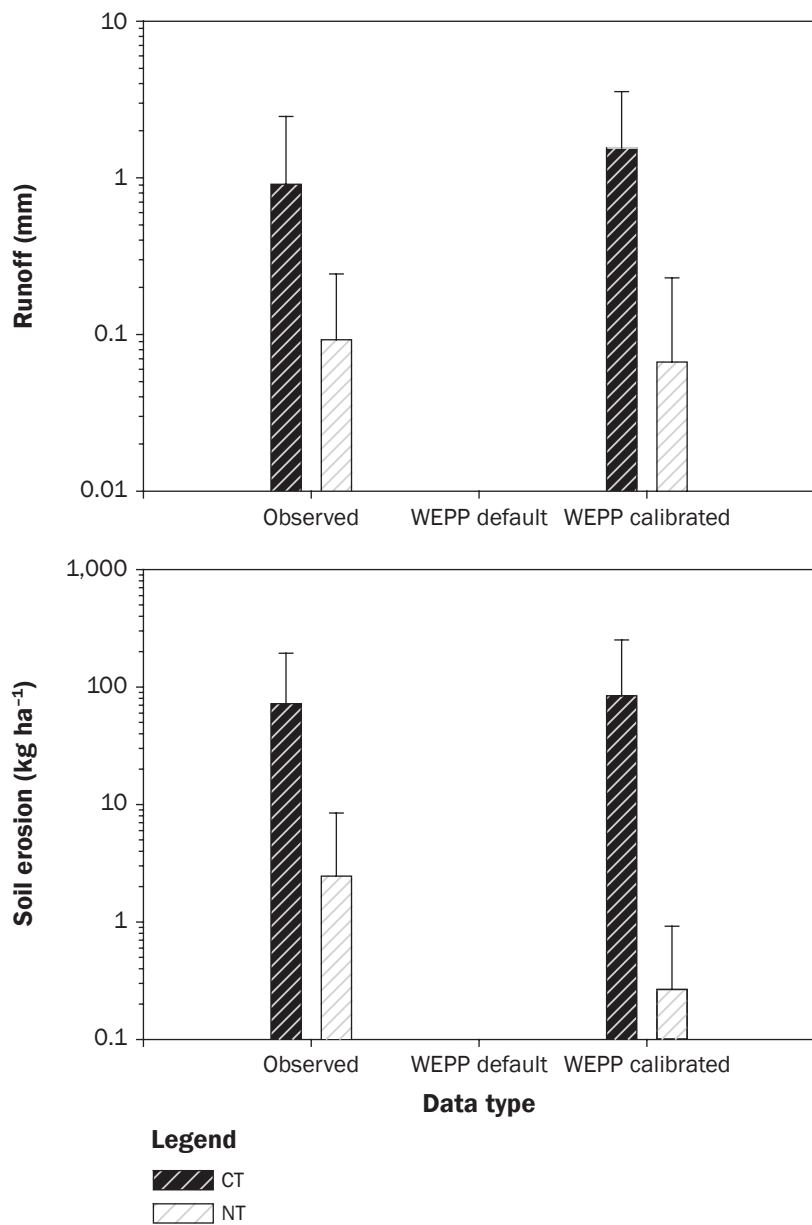 10
1
0.1
0.01
Runoff (mm)
Observed WEPP default WEPP calibrated
1,000
100
10
1
0.1
Soil erosion (kg ha⁻¹)
Observed WEPP default WEPP calibrated
Data type
Legend
CT
NT